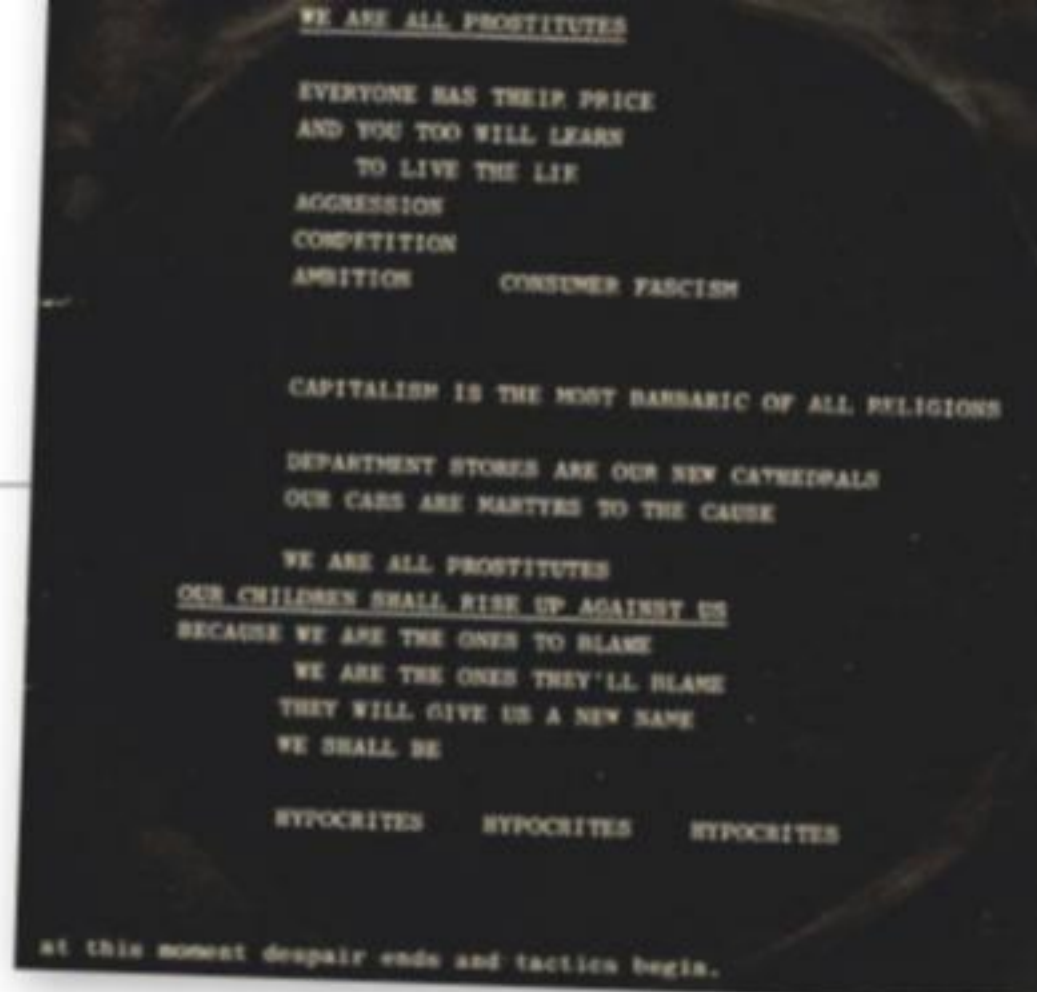 WE ARE ALL PROSTITUTES
EVERYONE HAS THEIR PRICE
AND YOU TOO WILL LEARN
TO LIVE THE LIE
AGGRESSION
COMPETITION
AMBITION CONSUMER FASCISM
CAPITALISM IS THE MOST BARBARIC OF ALL RELIGIONS
DEPARTMENT STORES ARE OUR NEW CATHEDRALS
OUR CARS ARE MARTYRS TO THE CAUSE
WE ARE ALL PROSTITUTES
OUR CHILDREN SHALL RISE UP AGAINST US
BECAUSE WE ARE THE ONES TO BLAME
WE ARE THE ONES THEY'LL BLAME
THEY WILL GIVE US A NEW NAME
WE SHALL BE
HYPOCRITES HYPOCRITES HYPOCRITES
at this moment despair ends and tactics begin.